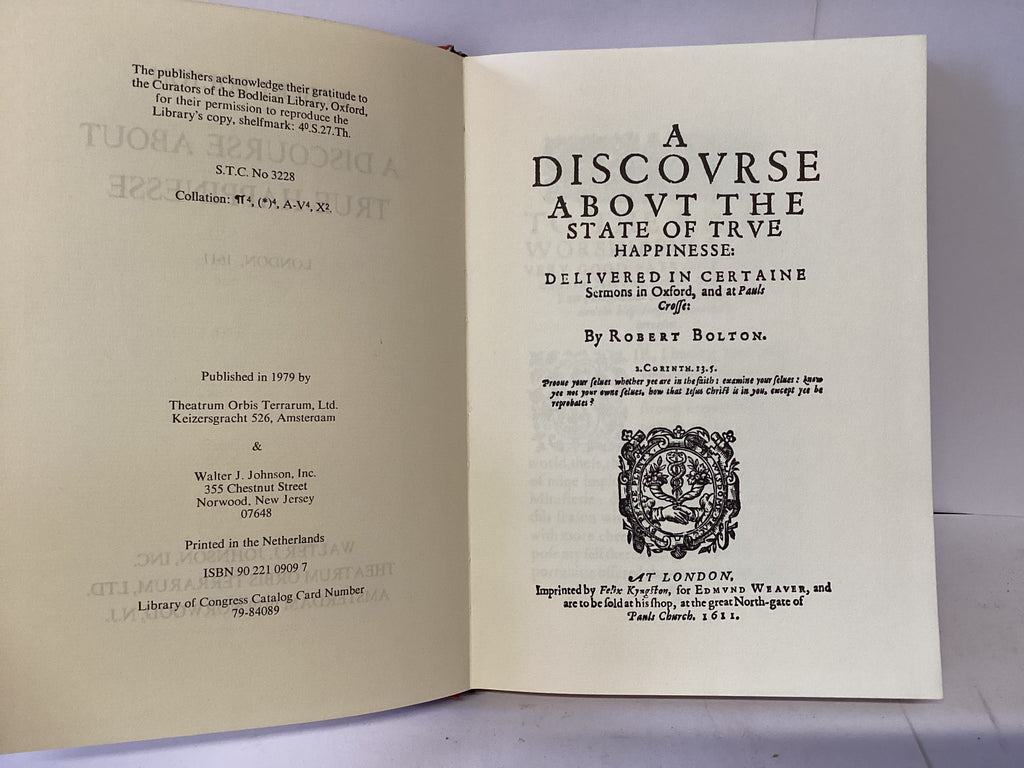 The publishers acknowledge their gratitude to
the Curators of the Bodleian Library, Oxford,
for their permission to reproduce the
Library's copy, shelfmark: 4⁰.S.27.Th.
S.T.C. No 3228
Collation: ¶⁴, (*)⁴, A-V⁴, X².
Published in 1979 by
Theatrum Orbis Terrarum, Ltd.
Keizersgracht 526, Amsterdam
&
Walter J. Johnson, Inc.
355 Chestnut Street
Norwood, New Jersey
07648
Printed in the Netherlands
ISBN 90 221 0909 7
Library of Congress Catalog Card Number
79-84089
A
DISCOVRSE
ABOVT THE
STATE OF TRVE
HAPPINESSE:
DELIVERED IN CERTAINE
Sermons in Oxford, and at Pauls
Croſſe:
By ROBERT BOLTON.
2. CORINTH. 13. 5.
Prooue your ſelues whether yee are in the faith: examine your ſelues: know
yee not your owne ſelues, how that Ieſus Chriſt is in you, except yee be
reprobates?
AT LONDON,
Imprinted by Felix Kyngſton, for EDMVND WEAVER, and
are to be ſold at his ſhop, at the great North-gate of
Pauls Church. 1611.